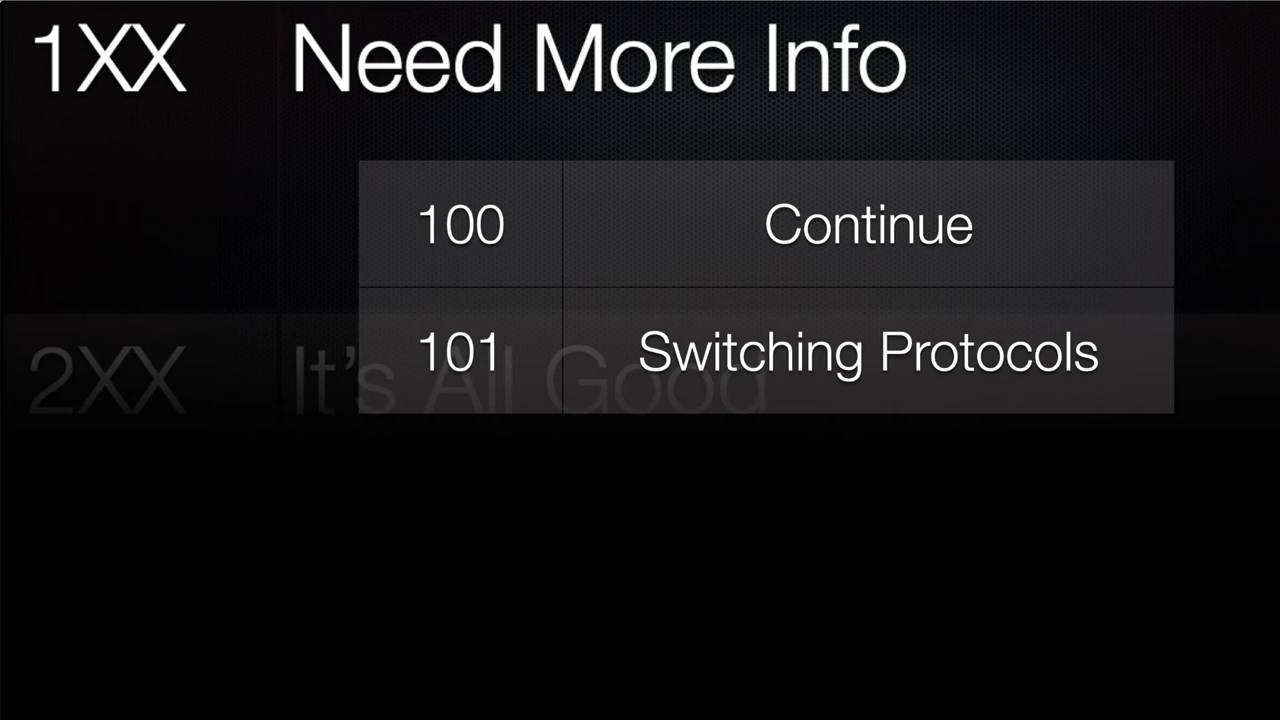 1XX Need More Info
100 Continue
101 Switching Protocols
2XX It's All Good